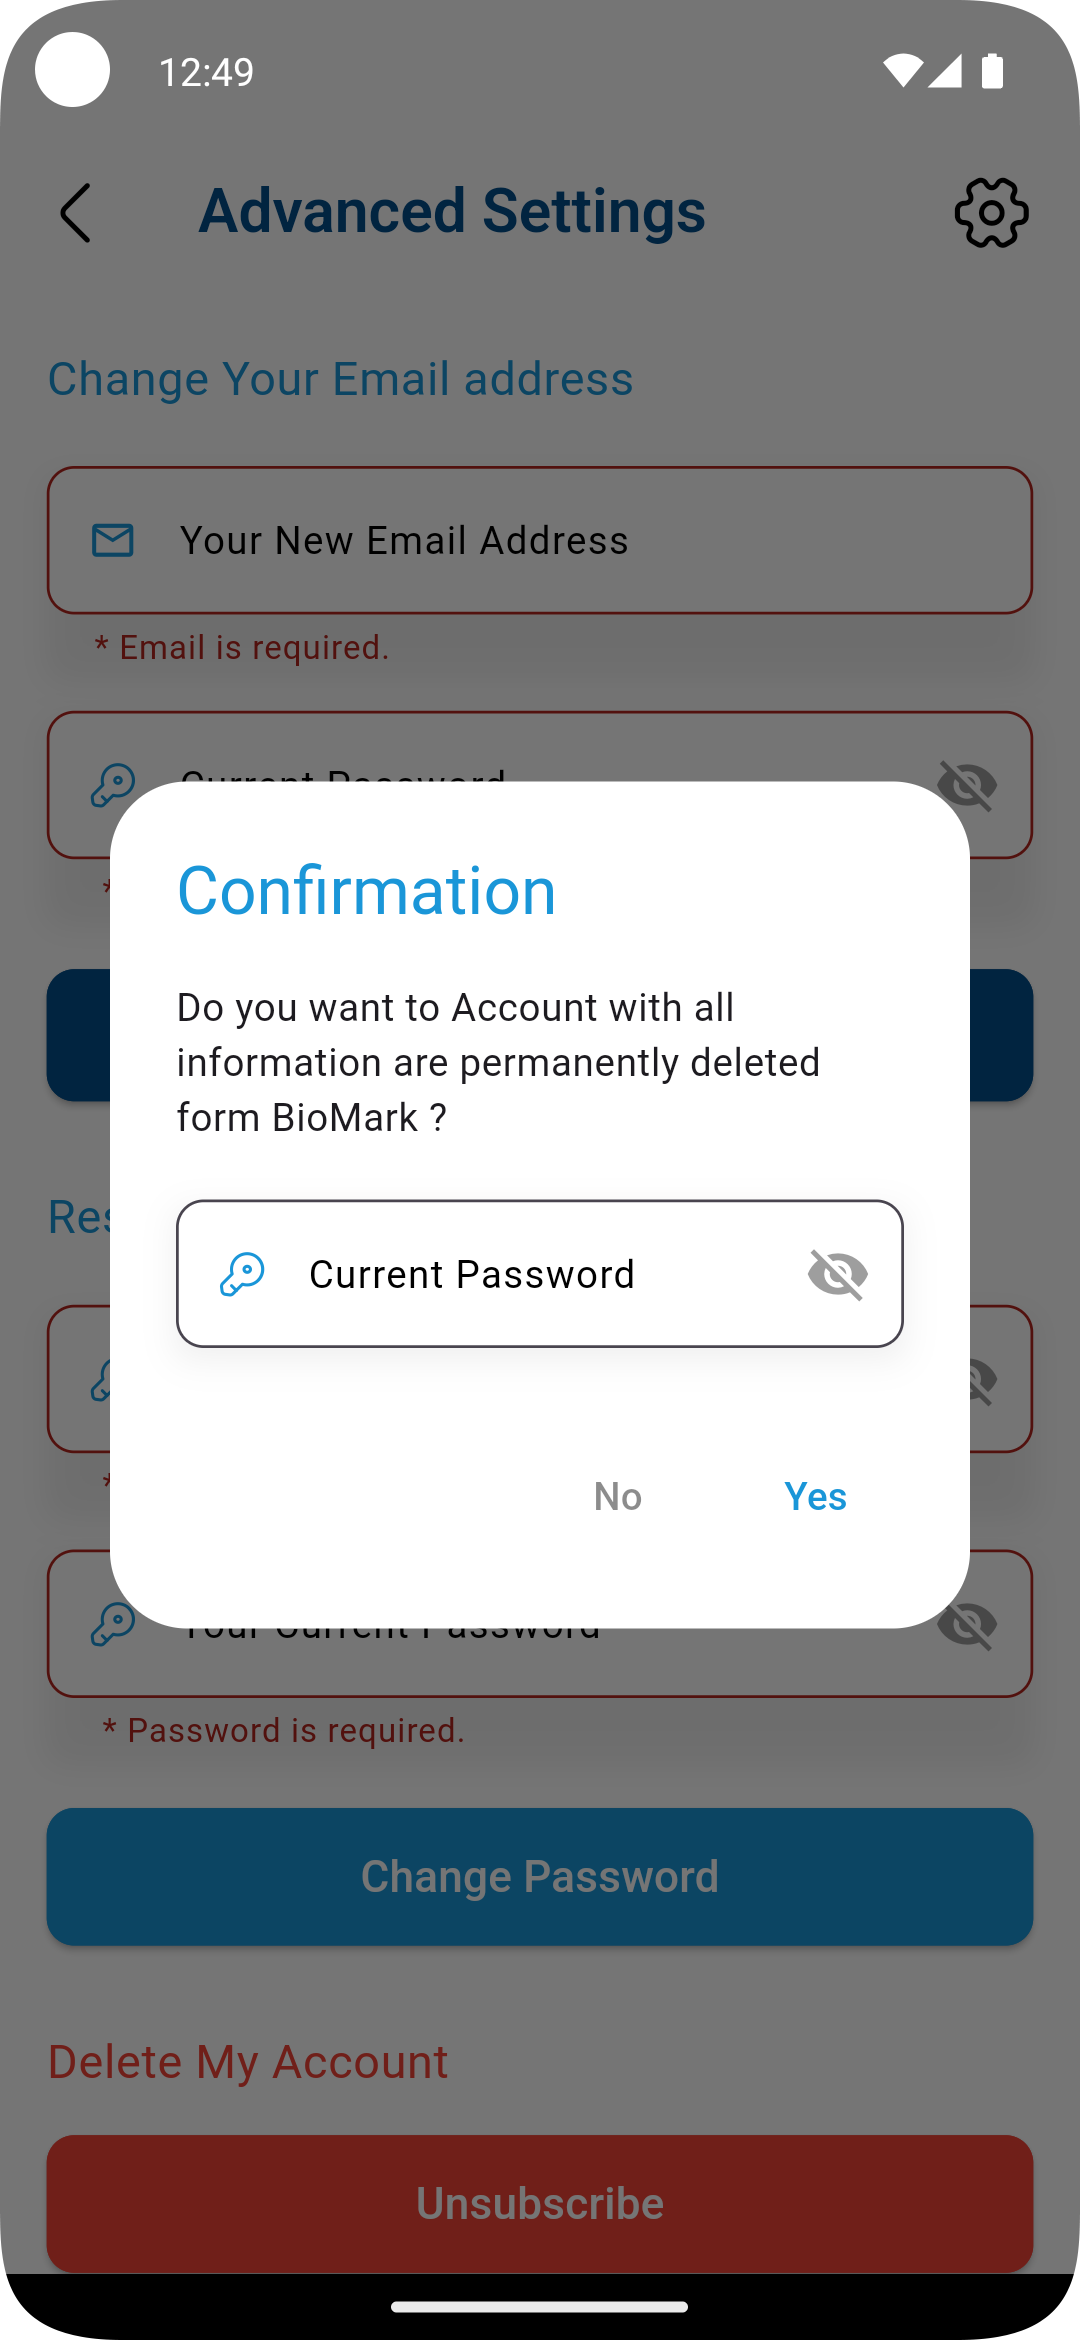 12:49
Advanced Settings
Change Your Email address
Your New Email Address
* Email is required.
Current Password
*
Confirmation
Do you want to Account with all
information are permanently deleted
form BioMark ?
Res
Current Password
*
No
Yes
Your Current Password
* Password is required.
Change Password
Delete My Account
Unsubscribe